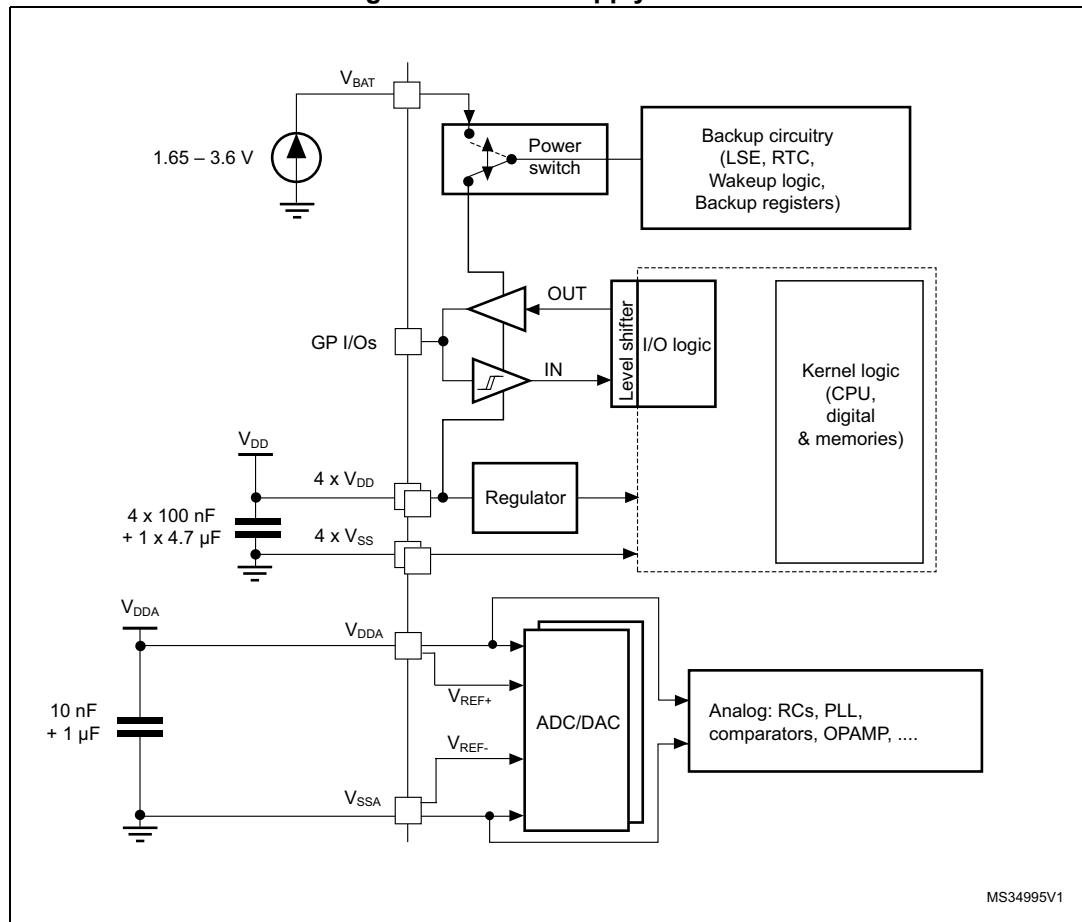 V_BAT
1.65 – 3.6 V
Power
switch
Backup circuitry
(LSE, RTC,
Wakeup logic,
Backup registers)
OUT
GP I/Os
IN
Level shifter
I/O logic
Kernel logic
(CPU,
digital
& memories)
V_DD
4 x V_DD
Regulator
4 x 100 nF
+ 1 x 4.7 µF
4 x V_SS
V_DDA
V_DDA
V_REF+
10 nF
+ 1 µF
ADC/DAC
Analog: RCs, PLL,
comparators, OPAMP, ....
V_REF-
V_SSA
MS34995V1